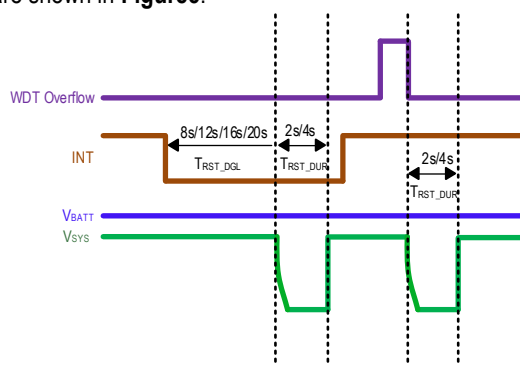 are shown in Figure6.
WDT Overflow
8s/12s/16s/20s 2s/4s
INT
TRST_DGL TRST_DUR
2s/4s
TRST_DUR
VBATT
VSYS